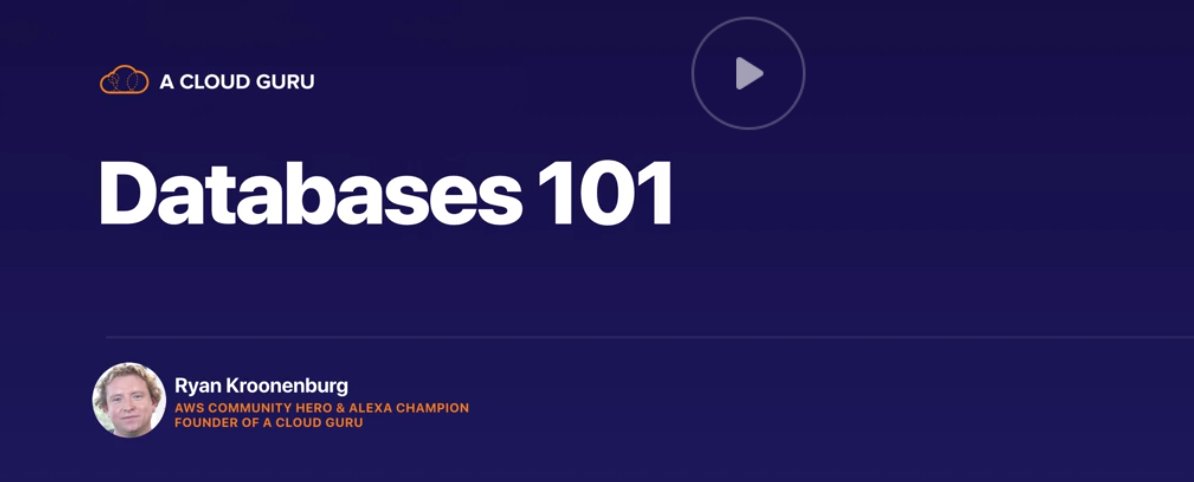 A CLOUD GURU
Databases 101
Ryan Kroonenburg
AWS COMMUNITY HERO & ALEXA CHAMPION
FOUNDER OF A CLOUD GURU